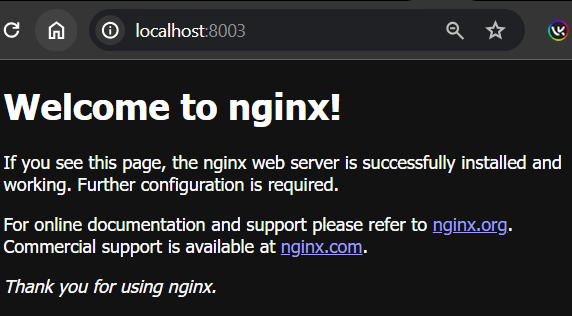 localhost:8003
Welcome to nginx!
If you see this page, the nginx web server is successfully installed and
working. Further configuration is required.
For online documentation and support please refer to nginx.org.
Commercial support is available at nginx.com.
Thank you for using nginx.